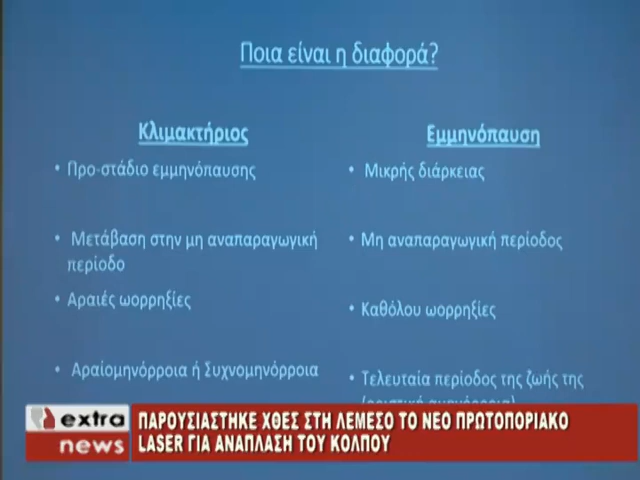 Ποια είναι η διαφορά?
Κλιμακτήριος
• Προ-στάδιο εμμηνόπαυσης
• Μετάβαση στην μη αναπαραγωγική
περίοδο
• Αραιές ωορρηξίες
• Αραίομηνόρροια ή Συχνομηνόρροια
Εμμηνόπαυση
• Μικρής διάρκειας
• Μη αναπαραγωγική περίοδος
• Καθόλου ωορρηξίες
• Τελευταία περίοδος της ζωής της
extra
news
ΠΑΡΟΥΣΙΑΣΤΗΚΕ ΧΘΕΣ ΣΤΗ ΛΕΜΕΣΟ ΤΟ ΝΕΟ ΠΡΩΤΟΠΟΡΙΑΚΟ
LASER ΓΙΑ ΑΝΑΠΛΑΣΗ ΤΟΥ ΚΟΛΠΟΥ